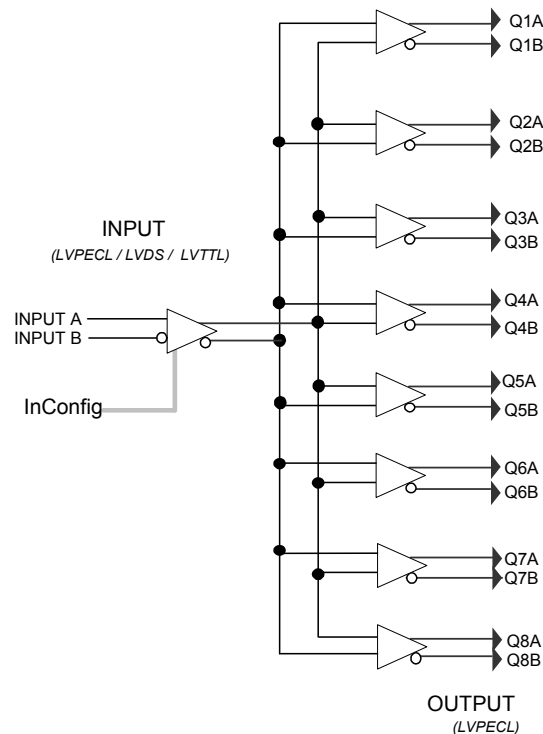 Q1A
Q1B
Q2A
Q2B
INPUT
(LVPECL / LVDS / LVTTL)
Q3A
Q3B
INPUT A
INPUT B
Q4A
Q4B
InConfig
Q5A
Q5B
Q6A
Q6B
Q7A
Q7B
Q8A
Q8B
OUTPUT
(LVPECL)